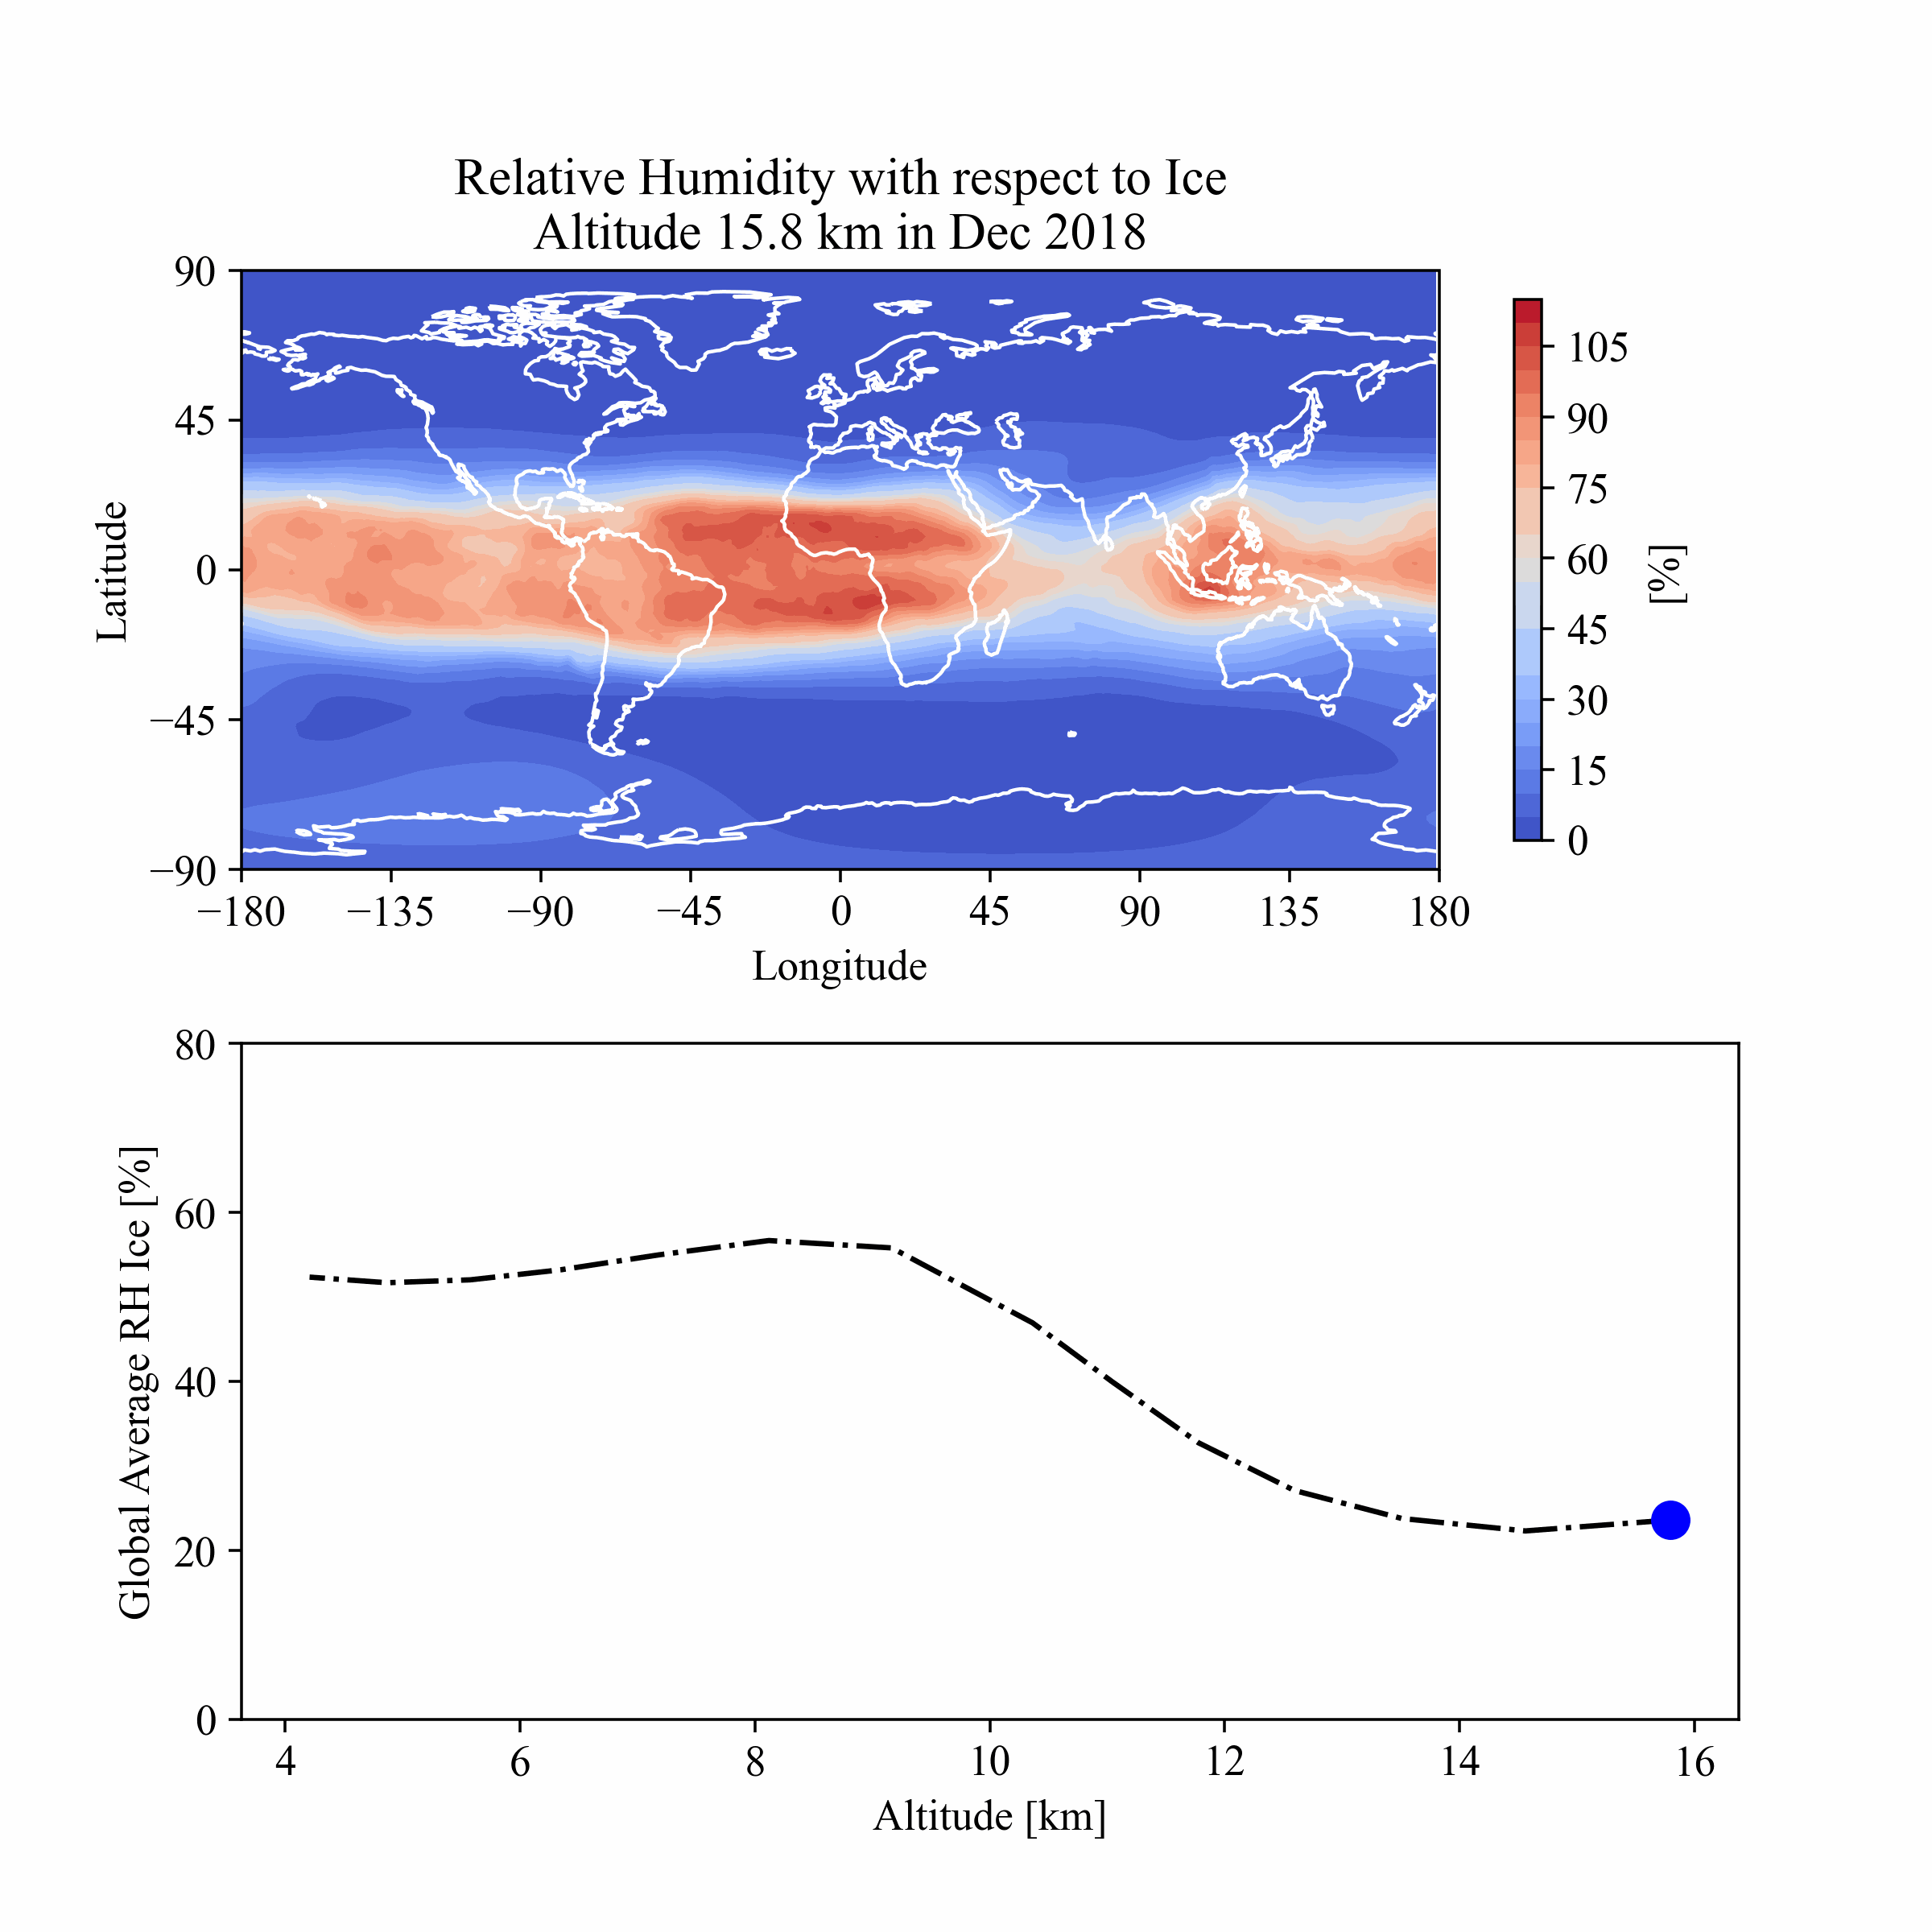 Relative Humidity with respect to Ice
Altitude 15.8 km in Dec 2018
90
45
0
−45
−90
Latitude
−180 −135 −90 −45 0 45 90 135 180
Longitude
105
90
75
60
45
30
15
0
[%]
80
60
40
20
0
Global Average RH Ice [%]
4 6 8 10 12 14 16
Altitude [km]